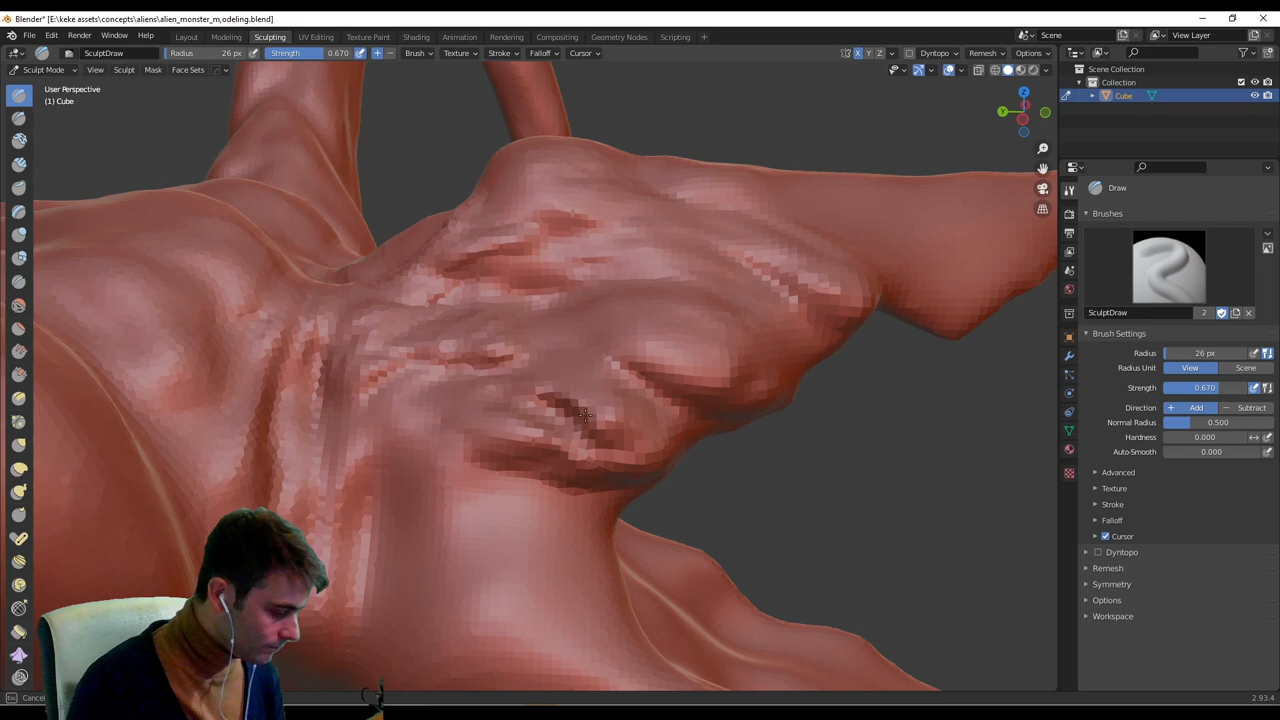 Blender* [E:\keke assets\concepts\aliens\alien_monster_m,odeling.blend]
File Edit Render Window Help Layout Modeling Sculpting UV Editing Texture Paint Shading Animation Rendering Compositing Geometry Nodes Scripting + Scene View Layer
SculptDraw Radius 26 px Strength 0.670 + − Brush Texture Stroke Falloff Cursor X Y Z Dyntopo Remesh Options
Sculpt Mode View Sculpt Mask Face Sets
User Perspective
(1) Cube
Z
Y
Scene Collection
Collection
Cube
Draw
Brushes
SculptDraw 2
Brush Settings
Radius 26 px
Radius Unit View Scene
Strength 0.670
Direction + Add − Subtract
Normal Radius 0.500
Hardness 0.000
Auto-Smooth 0.000
Advanced
Texture
Stroke
Falloff
Cursor
Dyntopo
Remesh
Symmetry
Options
Workspace
Cancel
2.93.4